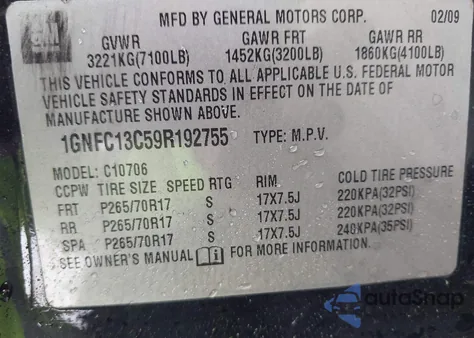 GM
MFD BY GENERAL MOTORS CORP. 02/09
GVWR GAWR FRT GAWR RR
3221KG(7100LB) 1452KG(3200LB) 1860KG(4100LB)
THIS VEHICLE CONFORMS TO ALL APPLICABLE U.S. FEDERAL MOTOR
VEHICLE SAFETY STANDARDS IN EFFECT ON THE DATE OF
MANUFACTURE SHOWN ABOVE.
1GNFC13C59R192755 TYPE: M.P.V.
MODEL: C10706
CCPW TIRE SIZE SPEED RTG RIM COLD TIRE PRESSURE
FRT P265/70R17 S 17X7.5J 220KPA(32PSI)
RR P265/70R17 S 17X7.5J 220KPA(32PSI)
SPA P265/70R17 S 17X7.5J 240KPA(35PSI)
SEE OWNER'S MANUAL FOR MORE INFORMATION.
autoSnap